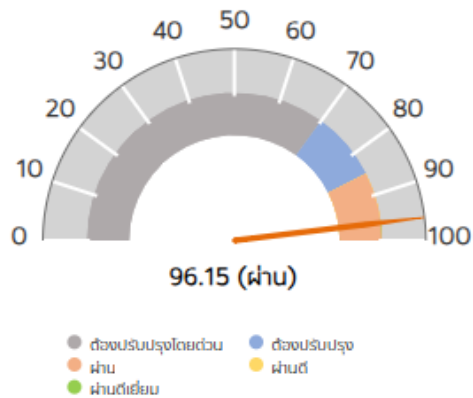 50
40 60
30 70
20 80
10 90
0 100
96.15 (ผ่าน)
ต้องปรับปรุงโดยด่วน ต้องปรับปรุง
ผ่าน ผ่านดี
ผ่านดีเยี่ยม